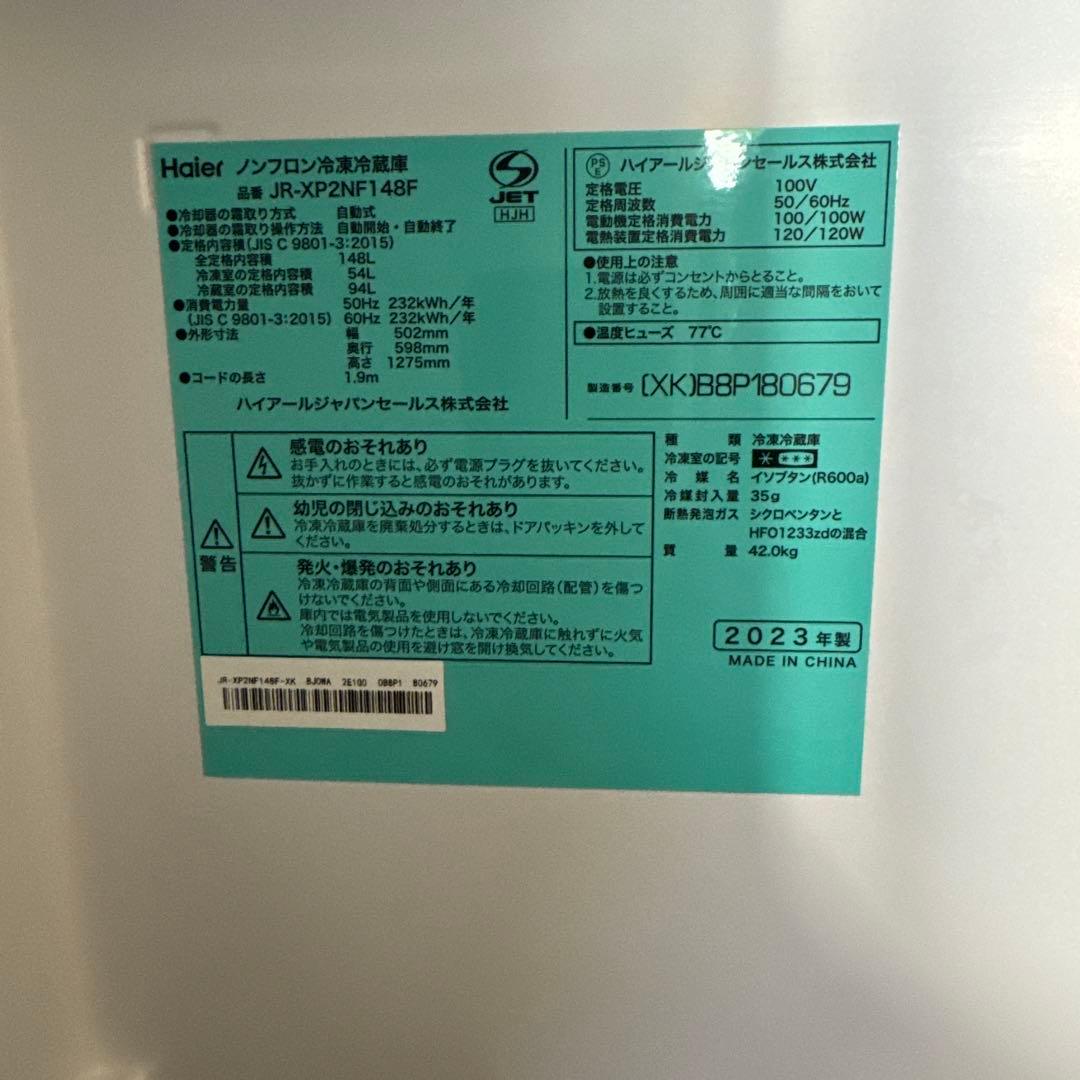 Haier ノンフロン冷凍冷蔵庫
品番 JR-XP2NF148F
JET
HJH
●冷却器の霜取り方式 自動式
●冷却器の霜取り操作方法 自動開始・自動終了
●定格内容積(JIS C 9801-3:2015)
全定格内容積 148L
冷凍室の定格内容積 54L
冷蔵室の定格内容積 94L
●消費電力量 50Hz 232kWh/年
(JIS C 9801-3:2015) 60Hz 232kWh/年
●外形寸法 幅 502mm
奥行 598mm
高さ 1275mm
●コードの長さ 1.9m
ハイアールジャパンセールス株式会社
PSE ハイアールジャパンセールス株式会社
定格電圧 100V
定格周波数 50/60Hz
電動機定格消費電力 100/100W
電熱装置定格消費電力 120/120W
●使用上の注意
1.電源は必ずコンセントからとること。
2.放熱を良くするため、周囲に適当な間隔をおいて
設置すること。
●温度ヒューズ 77℃
製造番号 (XK)B8P180679
警告
感電のおそれあり
お手入れのときには、必ず電源プラグを抜いてください。
抜かずに作業すると感電のおそれがあります。
幼児の閉じ込みのおそれあり
冷凍冷蔵庫を廃棄処分するときは、ドアパッキンを外して
ください。
発火・爆発のおそれあり
冷凍冷蔵庫の背面や側面にある冷却回路(配管)を傷つ
けないでください。
庫内では電気製品を使用しないでください。
冷却回路を傷つけたときは、冷凍冷蔵庫に触れずに火気
や電気製品の使用を避け窓を開け換気してください。
種類 冷凍冷蔵庫
冷凍室の記号
冷媒名 イソブタン(R600a)
冷媒封入量 35g
断熱発泡ガス シクロペンタンと
HFO1233zdの混合
質量 42.0kg
2023年製
MADE IN CHINA
JR-XP2NF148F-XK BJ0WA 2E100 0B8P1 80679